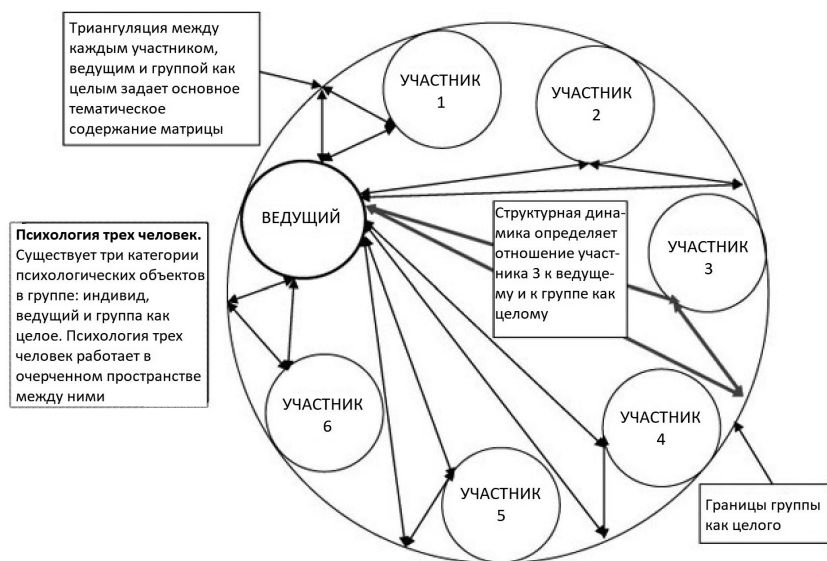 Триангуляция между
каждым участником,
ведущим и группой как
целым задает основное
тематическое
содержание матрицы
УЧАСТНИК
1
УЧАСТНИК
2
ВЕДУЩИЙ
Психология трех человек.
Существует три категории
психологических объектов
в группе: индивид,
ведущий и группа как
целое. Психология трех
человек работает в
очерченном пространстве
между ними
Структурная дина-
мика определяет
отношение участ-
ника 3 к ведуще-
му и к группе как
целому
УЧАСТНИК
3
УЧАСТНИК
4
УЧАСТНИК
5
УЧАСТНИК
6
Границы группы
как целого